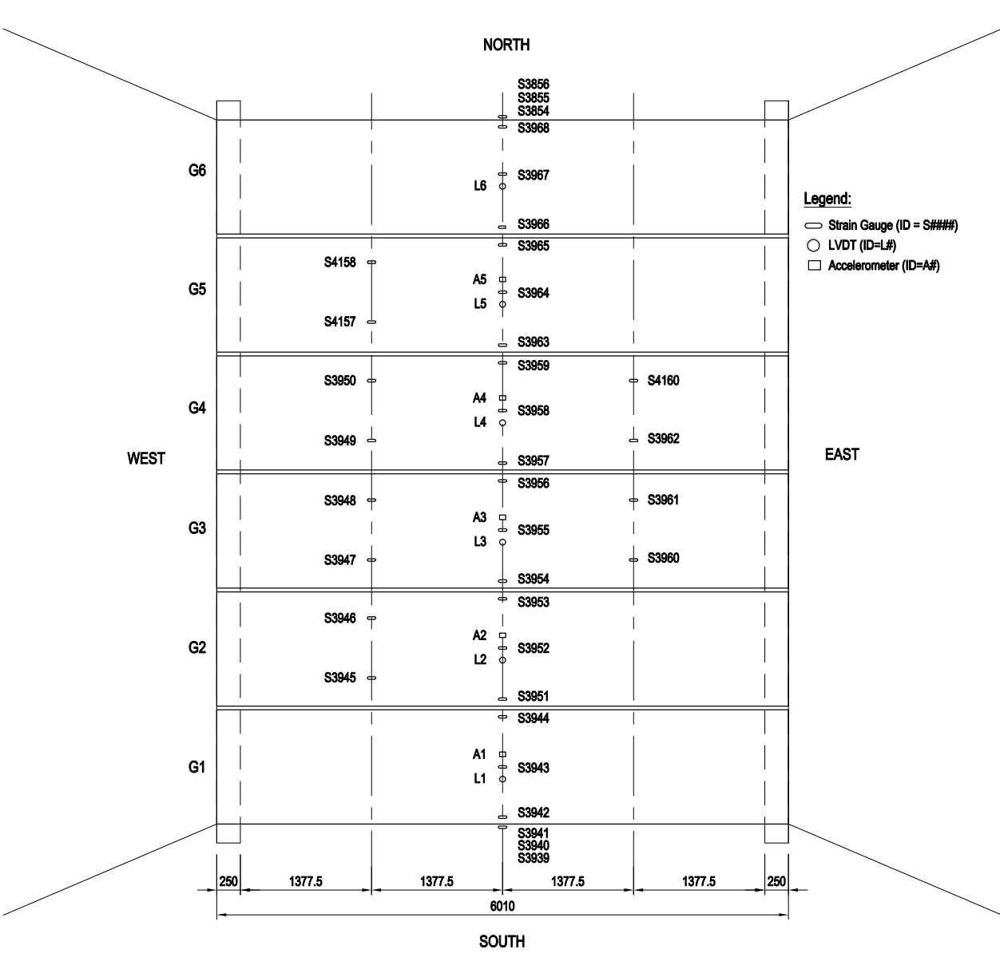 NORTH
S3856
S3855
S3854
S3968
G6
S3967
L6
S3966
Legend:
Strain Gauge (ID = S####)
LVDT (ID=L#)
Accelerometer (ID=A#)
S3965
S4158
A5
G5
S3964
L5
S4157
S3963
S3959
S3950
S4160
A4
G4
S3958
L4
S3949
S3962
WEST
EAST
S3957
S3956
S3948
S3961
A3
G3
S3955
L3
S3947
S3960
S3954
S3953
S3946
A2
G2
S3952
L2
S3945
S3951
S3944
A1
G1
S3943
L1
S3942
S3941
S3940
S3939
250 1377.5 1377.5 1377.5 1377.5 250
6010
SOUTH